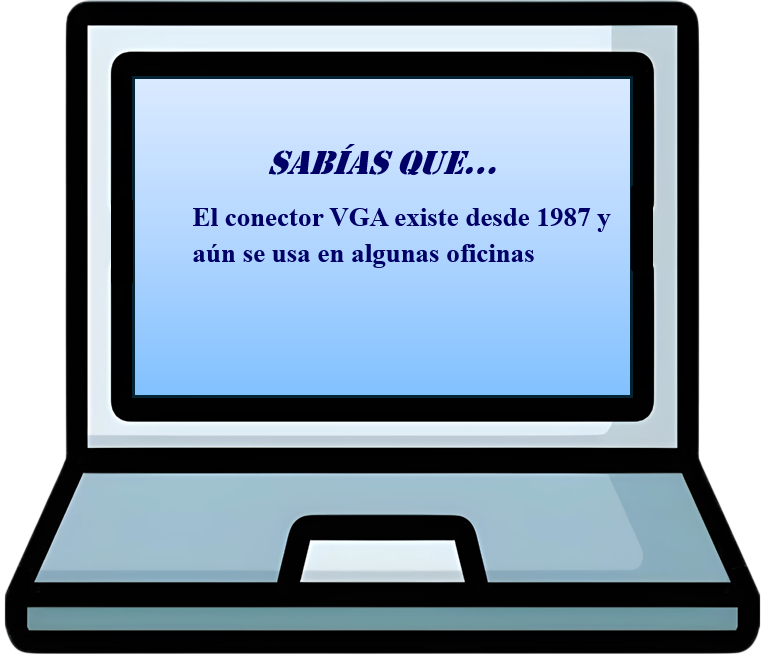 SABÍAS QUE...
El conector VGA existe desde 1987 y
aún se usa en algunas oficinas